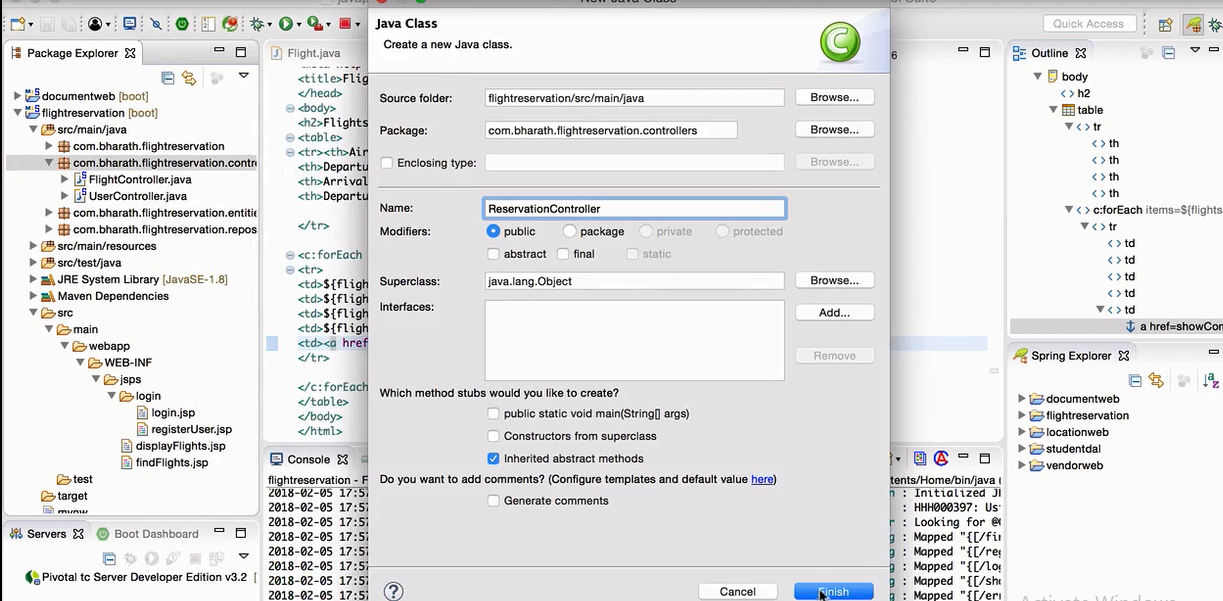 New Java Class
Java Class
Create a new Java class.
Quick Access
Package Explorer
documentweb [boot]
flightreservation [boot]
src/main/java
com.bharath.flightreservation
com.bharath.flightreservation.contro
FlightController.java
UserController.java
com.bharath.flightreservation.entitie
com.bharath.flightreservation.repos
src/main/resources
src/test/java
JRE System Library [JavaSE-1.8]
Maven Dependencies
src
main
webapp
WEB-INF
jsps
login
login.jsp
registerUser.jsp
displayFlights.jsp
findFlights.jsp
test
target
mvnw
Servers
Boot Dashboard
Pivotal tc Server Developer Edition v3.2
Flight.java
<title>Flig
</head>
<body>
<h2>Flights
<table>
<tr><th>Air
<th>Departu
<th>Arrival
<th>Departu
</tr>
<c:forEach
<tr>
<td>${fligh
<td>${fligh
<td>${fligh
<td>${fligh
<td><a href
</tr>
</c:forEach
</table>
</body>
</html>
Source folder:
flightreservation/src/main/java
Browse...
Package:
com.bharath.flightreservation.controllers
Browse...
Enclosing type:
Browse...
Name:
ReservationController
Modifiers:
public
package
private
protected
abstract
final
static
Superclass:
java.lang.Object
Browse...
Interfaces:
Add...
Remove
Which method stubs would you like to create?
public static void main(String[] args)
Constructors from superclass
Inherited abstract methods
Do you want to add comments? (Configure templates and default value here)
Generate comments
Cancel
Finish
Console
flightreservation -
2018-02-05 17:57
2018-02-05 17:57
2018-02-05 17:57
2018-02-05 17:57
2018-02-05 17:57
2018-02-05 17:57
2018-02-05 17:57
2018-02-05 17:57
tents/Home/bin/java (
: Initialized J
: HHH000397: Us
: Looking for @
: Mapped "{[/fi
: Mapped "{[/re
: Mapped "{[/lo
: Mapped "{[/sh
: Mapped "{[/er
Outline
body
h2
table
tr
th
th
th
th
c:forEach items=${flights
tr
td
td
td
td
td
a href=showCom
Spring Explorer
documentweb
flightreservation
locationweb
studentdal
vendorweb
Activate Windows